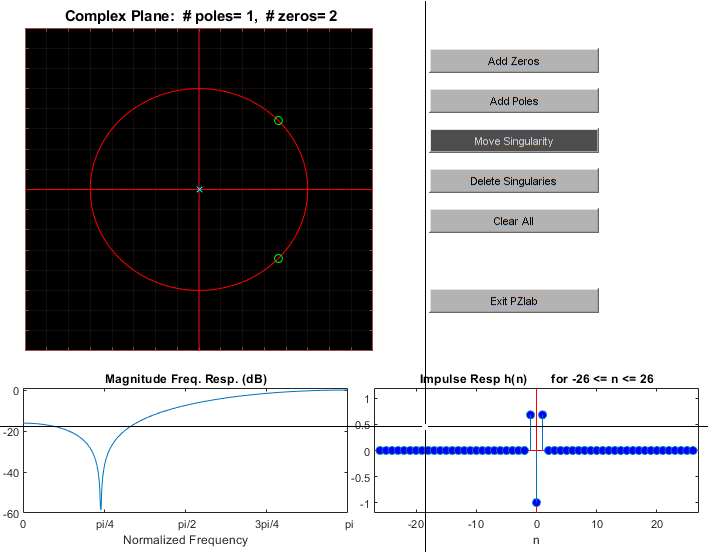 Complex Plane:  # poles= 1,  # zeros= 2
Add Zeros
Add Poles
Move Singularity
Delete Singularies
Clear All
Exit PZlab
Magnitude Freq. Resp. (dB)
0
-20
-40
-60
0 pi/4 pi/2 3pi/4 pi
Normalized Frequency
Impulse Resp h(n) for -26 <= n <= 26
1
0.5
0
-0.5
-1
-20 -10 0 10 20
n